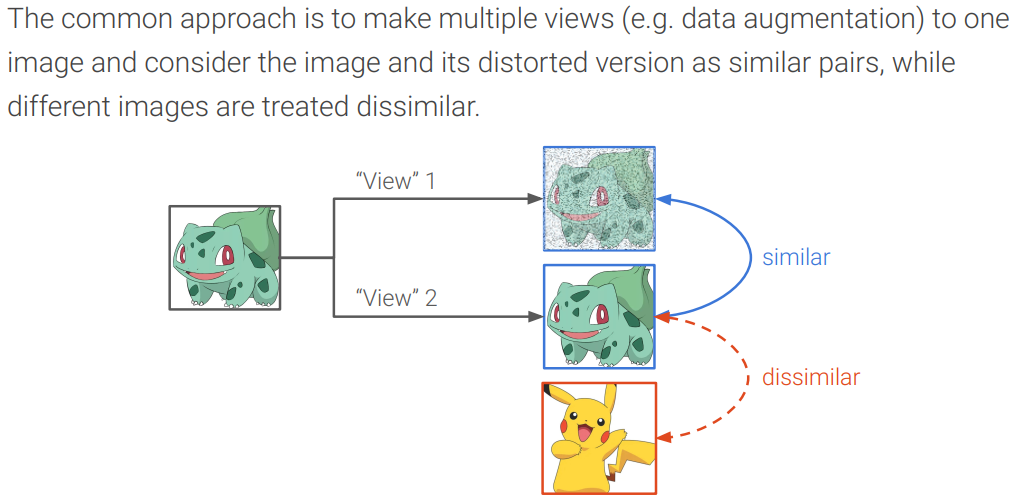 The common approach is to make multiple views (e.g. data augmentation) to one
image and consider the image and its distorted version as similar pairs, while
different images are treated dissimilar.
“View” 1
similar
“View” 2
dissimilar